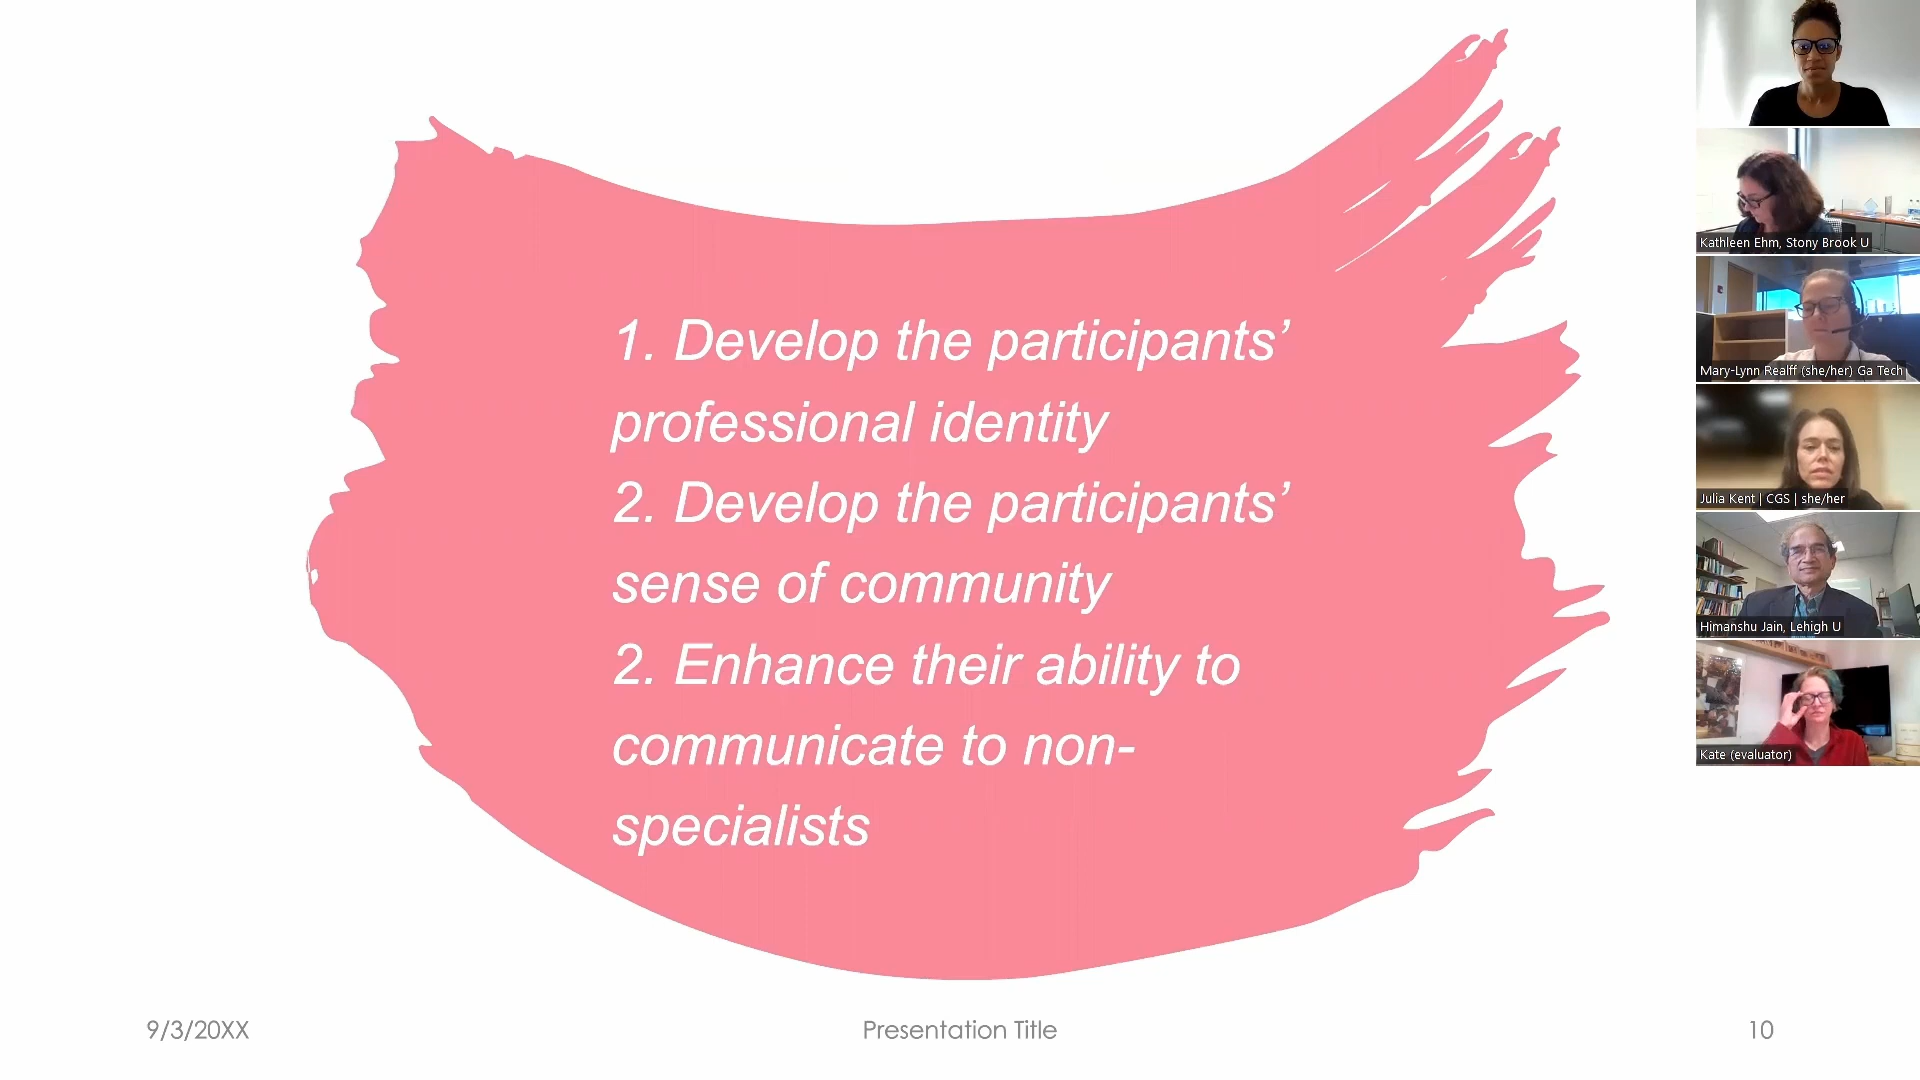 1. Develop the participants’
professional identity
2. Develop the participants’
sense of community
2. Enhance their ability to
communicate to non-
specialists
9/3/20XX
Presentation Title
10
Kathleen Ehm, Stony Brook U
Mary-Lynn Realff (she/her) Ga Tech
Julia Kent | CGS | she/her
Himanshu Jain, Lehigh U
Kate (evaluator)